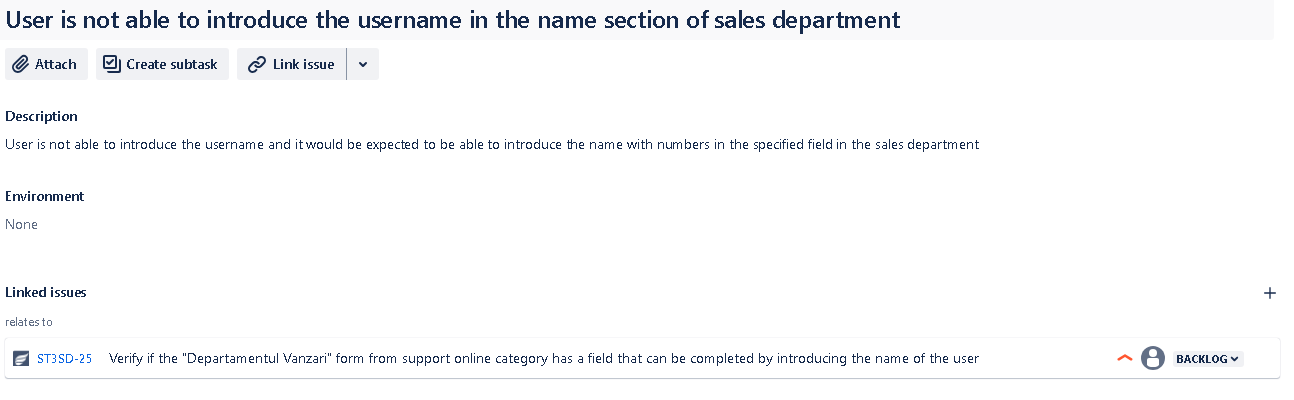 User is not able to introduce the username in the name section of sales department
Attach Create subtask Link issue
Description
User is not able to introduce the username and it would be expected to be able to introduce the name with numbers in the specified field in the sales department
Environment
None
Linked issues
relates to
ST3SD-25 Verify if the "Departamentul Vanzari" form from support online category has a field that can be completed by introducing the name of the user BACKLOG